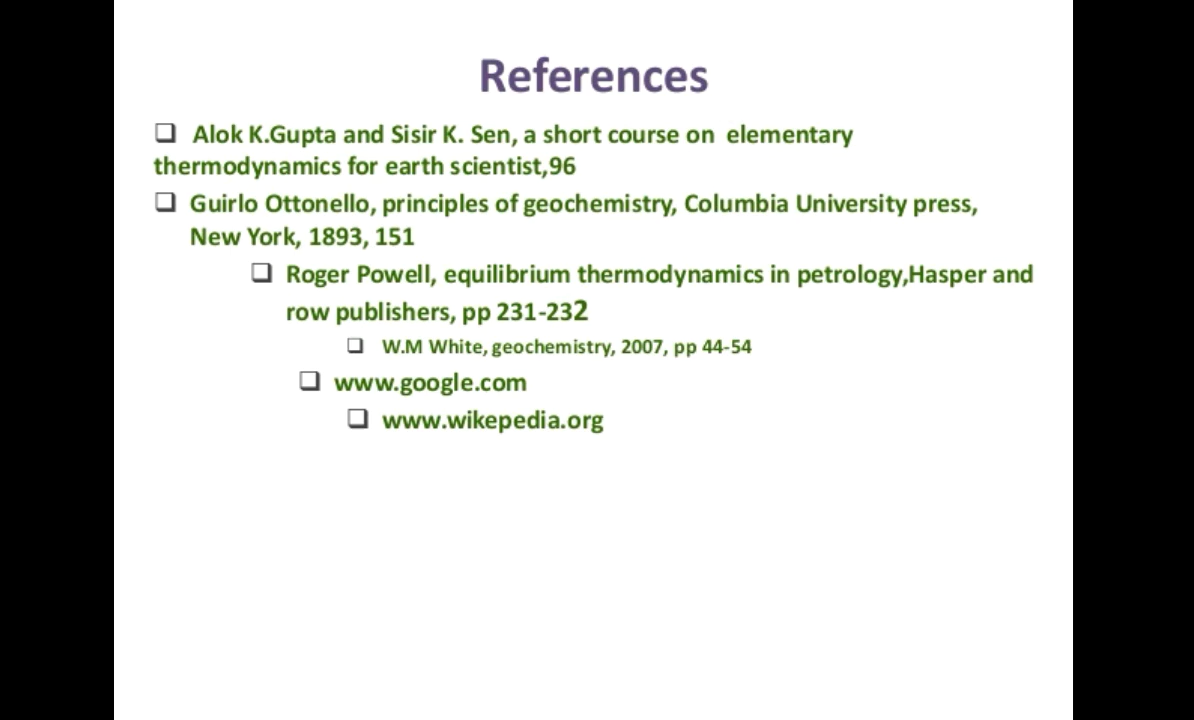 References
Alok K.Gupta and Sisir K. Sen, a short course on elementary
thermodynamics for earth scientist,96
Guirlo Ottonello, principles of geochemistry, Columbia University press,
New York, 1893, 151
Roger Powell, equilibrium thermodynamics in petrology,Hasper and
row publishers, pp 231-232
W.M White, geochemistry, 2007, pp 44-54
www.google.com
www.wikepedia.org